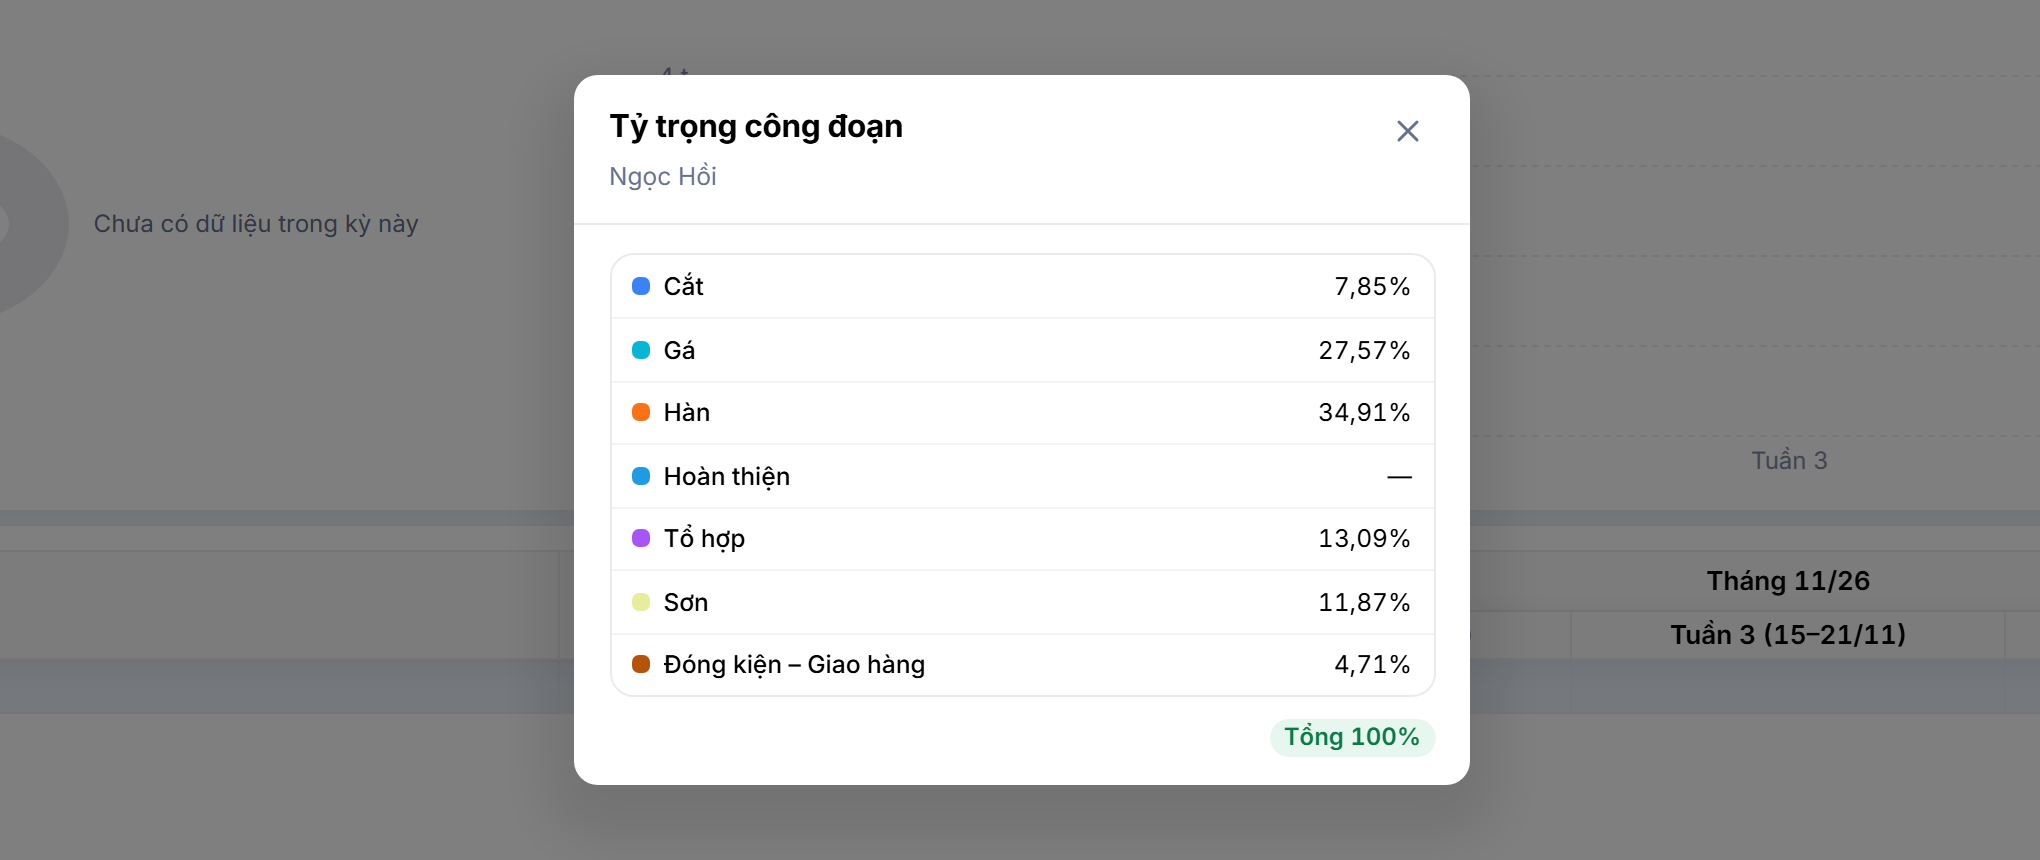 Tỷ trọng công đoạn
Ngọc Hồi
Chưa có dữ liệu trong kỳ này
Cắt 7,85%
Gá 27,57%
Hàn 34,91%
Hoàn thiện —
Tổ hợp 13,09%
Sơn 11,87%
Đóng kiện – Giao hàng 4,71%
Tổng 100%
Tuần 3
Tháng 11/26
Tuần 3 (15–21/11)